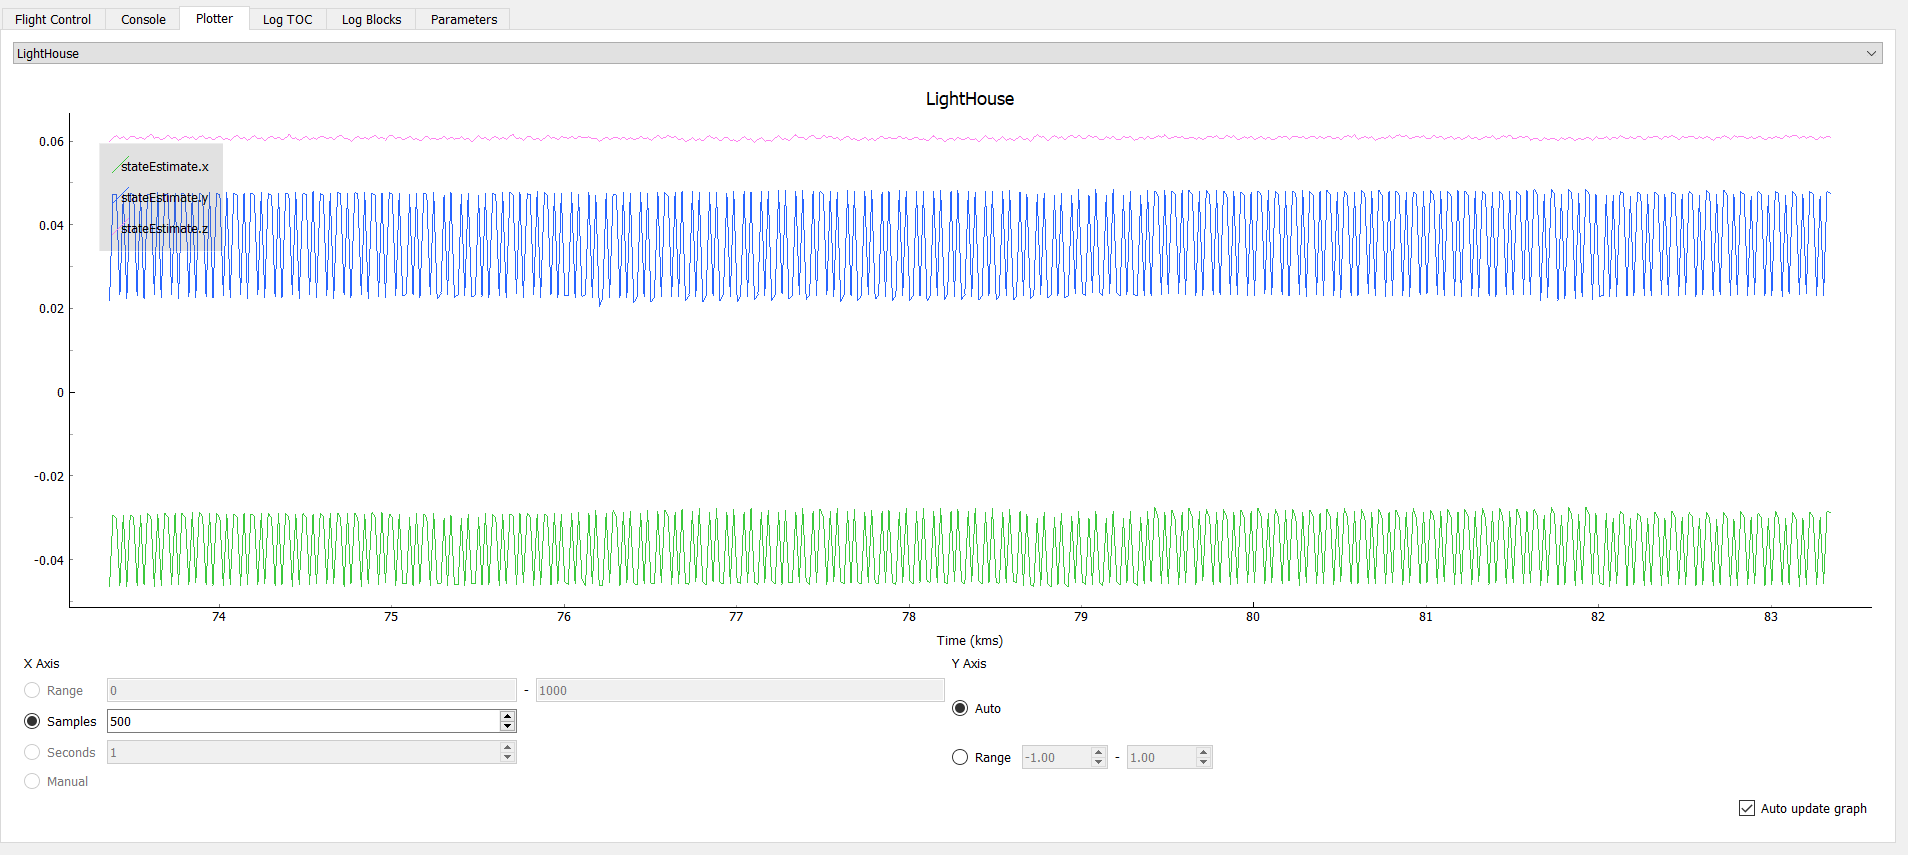 Flight Control Console Plotter Log TOC Log Blocks Parameters
LightHouse
LightHouse
0.06
0.04
0.02
0
-0.02
-0.04
stateEstimate.x
stateEstimate.y
stateEstimate.z
74 75 76 77 78 79 80 81 82 83
Time (kms)
X Axis
Range 0 - 1000
Samples 500
Seconds 1
Manual
Y Axis
Auto
Range -1.00 - 1.00
Auto update graph